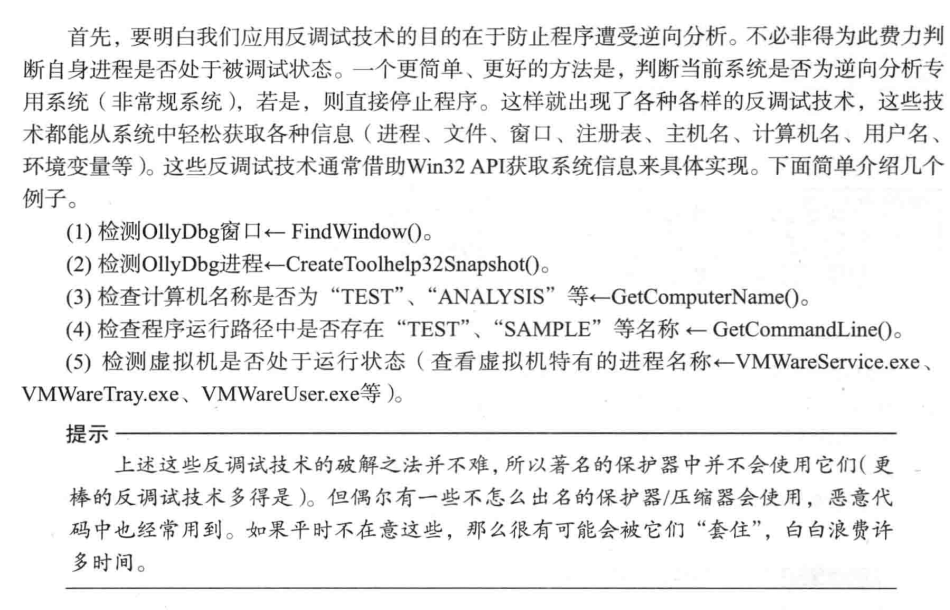 首先，要明白我们应用反调试技术的目的在于防止程序遭受逆向分析。不必非得为此费力判
断自身进程是否处于被调试状态。一个更简单、更好的方法是，判断当前系统是否为逆向分析专
用系统（非常规系统），若是，则直接停止程序。这样就出现了各种各样的反调试技术，这些技
术都能从系统中轻松获取各种信息（进程、文件、窗口、注册表、主机名、计算机名、用户名、
环境变量等）。这些反调试技术通常借助Win32 API获取系统信息来具体实现。下面简单介绍几个
例子。
(1) 检测OllyDbg窗口← FindWindow()。
(2) 检测OllyDbg进程←CreateToolhelp32Snapshot()。
(3) 检查计算机名称是否为“TEST”、“ANALYSIS”等←GetComputerName()。
(4) 检查程序运行路径中是否存在“TEST”、“SAMPLE”等名称 ← GetCommandLine()。
(5) 检测虚拟机是否处于运行状态（查看虚拟机特有的进程名称←VMWareService.exe、
VMWareTray.exe、VMWareUser.exe等）。
提示
上述这些反调试技术的破解之法并不难，所以著名的保护器中并不会使用它们（更
棒的反调试技术多得是）。但偶尔有一些不怎么出名的保护器/压缩器会使用，恶意代
码中也经常用到。如果平时不在意这些，那么很有可能会被它们“套住”，白白浪费许
多时间。